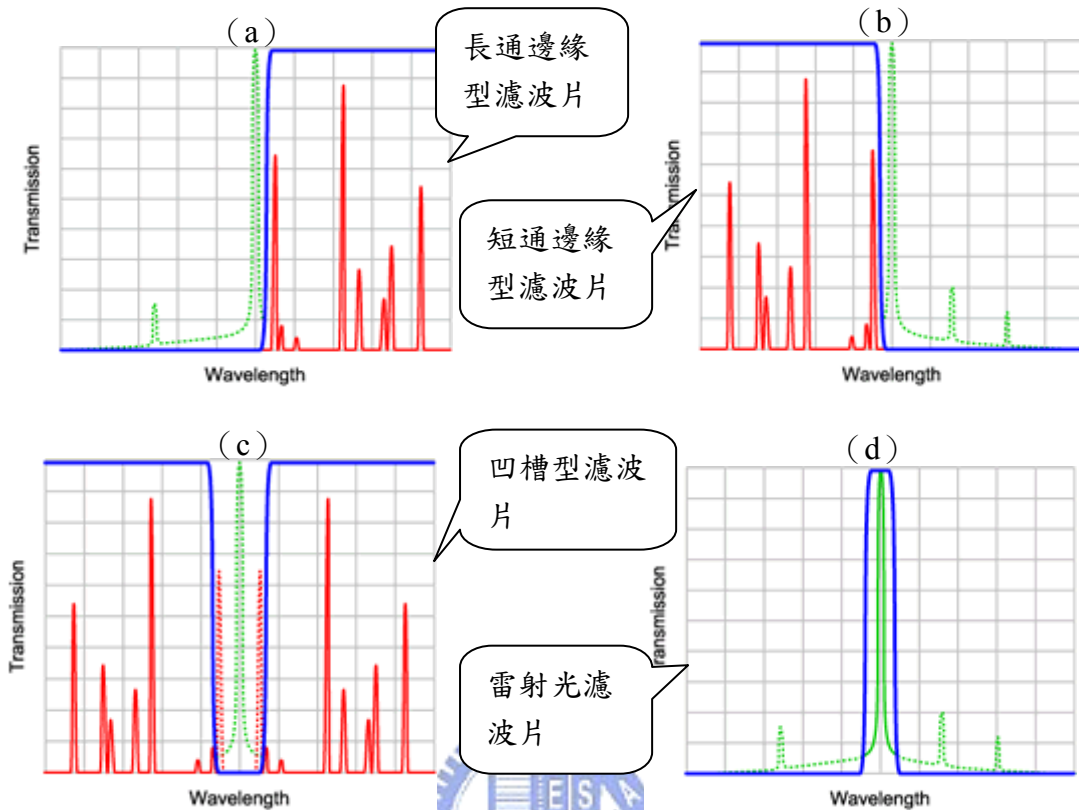 （a）
長通邊緣
型濾波片
Transmission
Wavelength
（b）
短通邊緣
型濾波片
Transmission
Wavelength
（c）
凹槽型濾波
片
Transmission
Wavelength
（d）
雷射光濾
波片
ransmission
Wavelength
E S